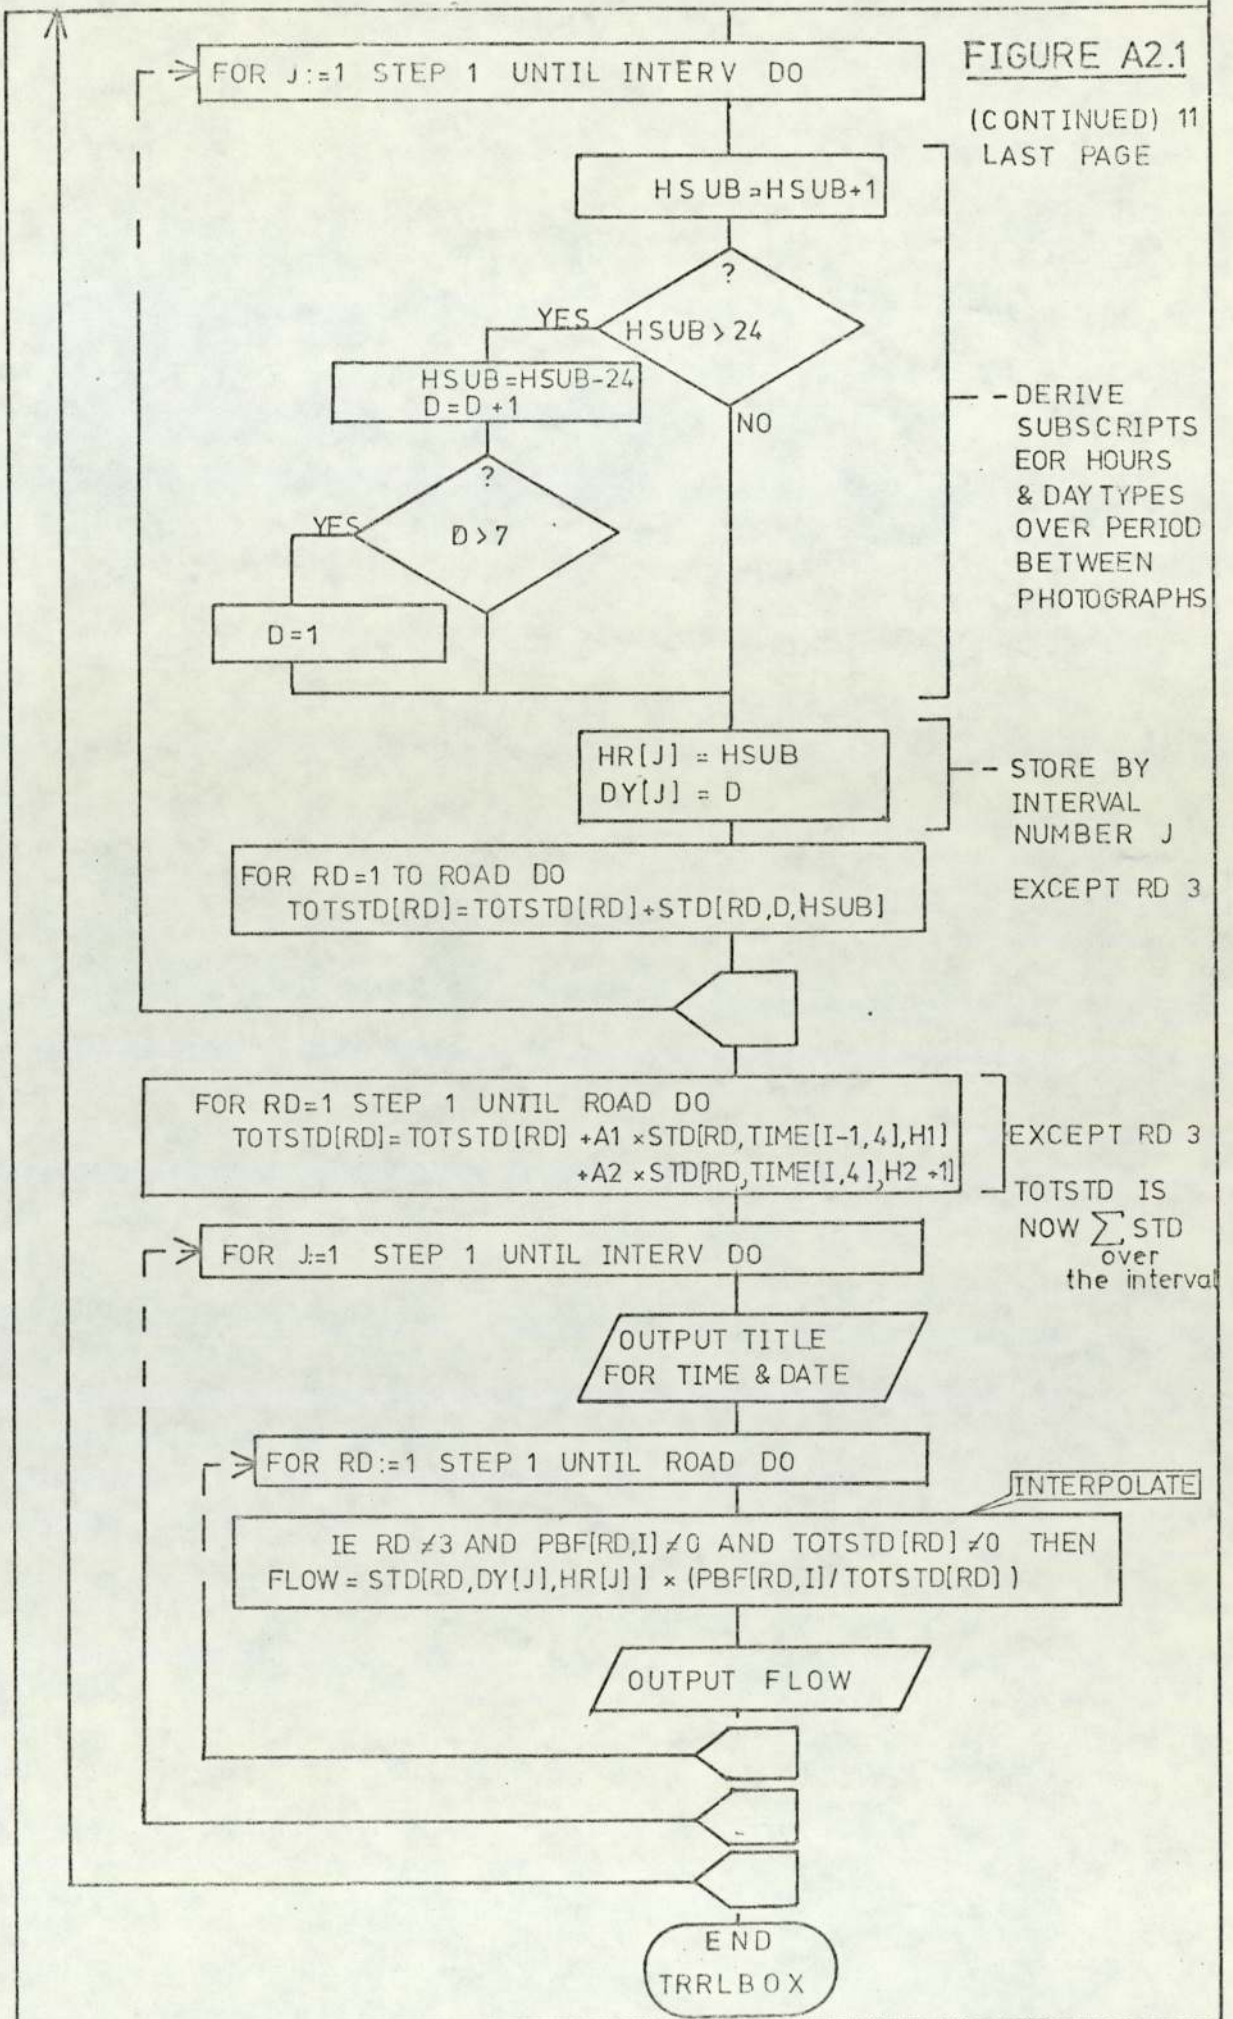 FIGURE A2.1
(CONTINUED) 11
LAST PAGE
FOR J:=1 STEP 1 UNTIL INTERV DO
HSUB=HSUB+1
?
HSUB>24
YES
NO
HSUB=HSUB-24
D=D+1
?
D>7
YES
D=1
DERIVE
SUBSCRIPTS
EOR HOURS
& DAY TYPES
OVER PERIOD
BETWEEN
PHOTOGRAPHS
HR[J] = HSUB
DY[J] = D
STORE BY
INTERVAL
NUMBER J
FOR RD=1 TO ROAD DO
TOTSTD[RD]=TOTSTD[RD]+STD[RD,D,HSUB]
EXCEPT RD 3
FOR RD=1 STEP 1 UNTIL ROAD DO
TOTSTD[RD]=TOTSTD[RD] +A1 ×STD[RD,TIME[I-1,4],H1]
+A2 ×STD[RD,TIME[I,4],H2 +1]
EXCEPT RD 3
TOTSTD IS
NOW ∑ STD
over
the interval
FOR J:=1 STEP 1 UNTIL INTERV DO
OUTPUT TITLE
FOR TIME & DATE
FOR RD:=1 STEP 1 UNTIL ROAD DO
INTERPOLATE
IE RD ≠3 AND PBF[RD,I] ≠0 AND TOTSTD[RD] ≠0 THEN
FLOW = STD[RD,DY[J],HR[J]] × (PBF[RD,I]/TOTSTD[RD])
OUTPUT FLOW
END
TRRLBOX